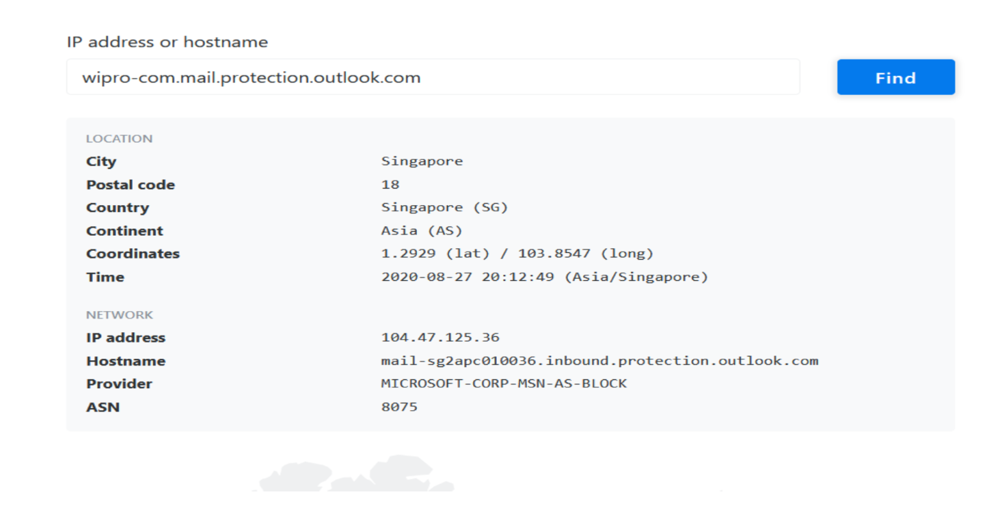 IP address or hostname
wipro-com.mail.protection.outlook.com Find
LOCATION
City Singapore
Postal code 18
Country Singapore (SG)
Continent Asia (AS)
Coordinates 1.2929 (lat) / 103.8547 (long)
Time 2020-08-27 20:12:49 (Asia/Singapore)
NETWORK
IP address 104.47.125.36
Hostname mail-sg2apc010036.inbound.protection.outlook.com
Provider MICROSOFT-CORP-MSN-AS-BLOCK
ASN 8075